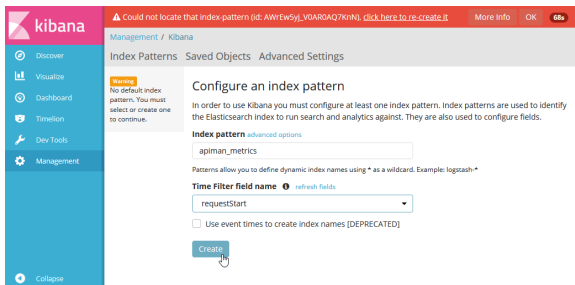 kibana
Discover
Visualize
Dashboard
Timelion
Dev Tools
Management
Collapse
Could not locate that index-pattern (id: AWrEw5yj_V0AR0AQ7KnN), click here to re-create it More Info OK 68s
Management / Kibana
Index Patterns Saved Objects Advanced Settings
Warning
No default index
pattern. You must
select or create one
to continue.
Configure an index pattern
In order to use Kibana you must configure at least one index pattern. Index patterns are used to identify
the Elasticsearch index to run search and analytics against. They are also used to configure fields.
Index pattern advanced options
apiman_metrics
Patterns allow you to define dynamic index names using * as a wildcard. Example: logstash-*
Time Filter field name refresh fields
requestStart
Use event times to create index names [DEPRECATED]
Create